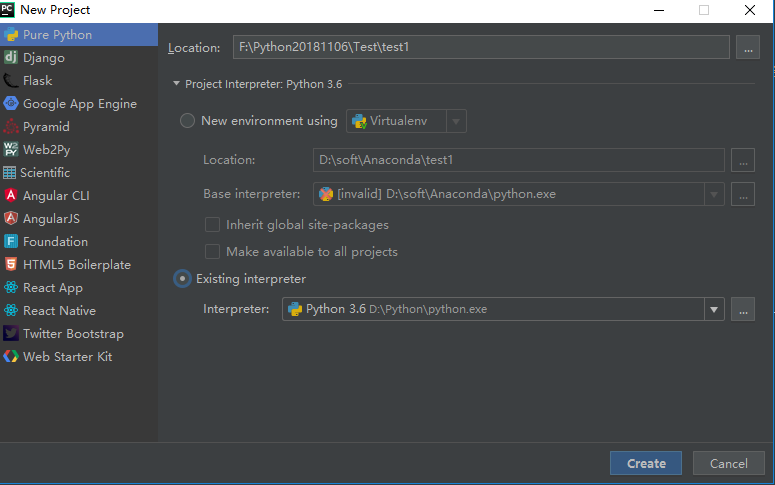 New Project
Pure Python
Django
Flask
Google App Engine
Pyramid
Web2Py
Scientific
Angular CLI
AngularJS
Foundation
HTML5 Boilerplate
React App
React Native
Twitter Bootstrap
Web Starter Kit
Location: F:\Python20181106\Test\test1 ...
Project Interpreter: Python 3.6
New environment using Virtualenv
Location: D:\soft\Anaconda\test1 ...
Base interpreter: [invalid] D:\soft\Anaconda\python.exe ...
Inherit global site-packages
Make available to all projects
Existing interpreter
Interpreter: Python 3.6 D:\Python\python.exe ...
Create Cancel